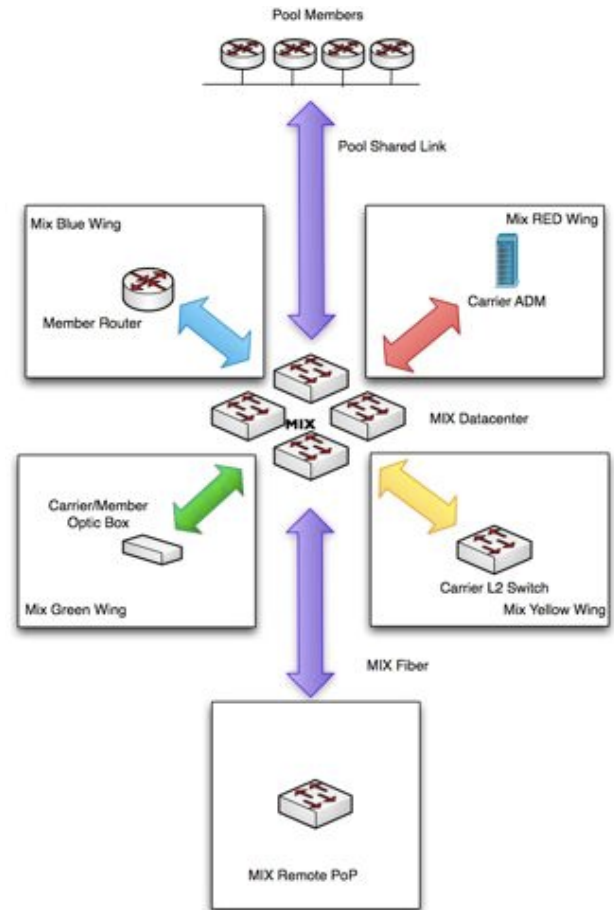 Pool Members
Pool Shared Link
Mix Blue Wing
Member Router
Mix RED Wing
Carrier ADM
MIX
MIX Datacenter
Carrier/Member
Optic Box
Mix Green Wing
Carrier L2 Switch
Mix Yellow Wing
MIX Fiber
MIX Remote PoP